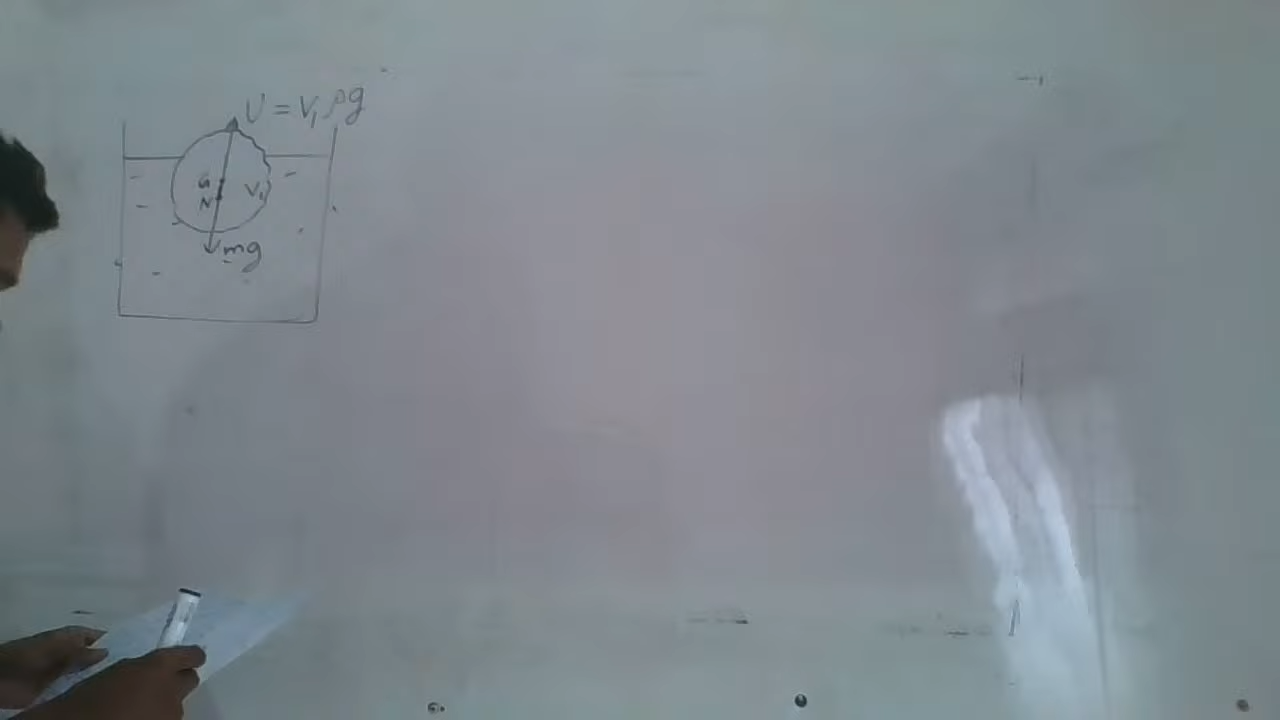 U = V₁ρg
G
V₁
N
mg